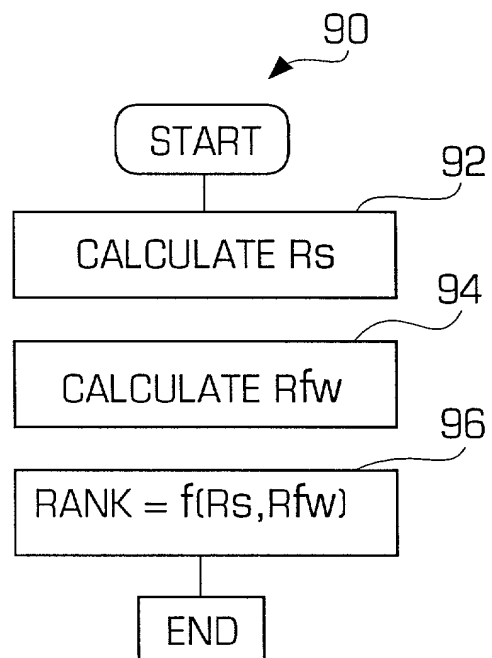 90
START
92
CALCULATE Rs
94
CALCULATE Rfw
96
RANK = f(Rs,Rfw)
END